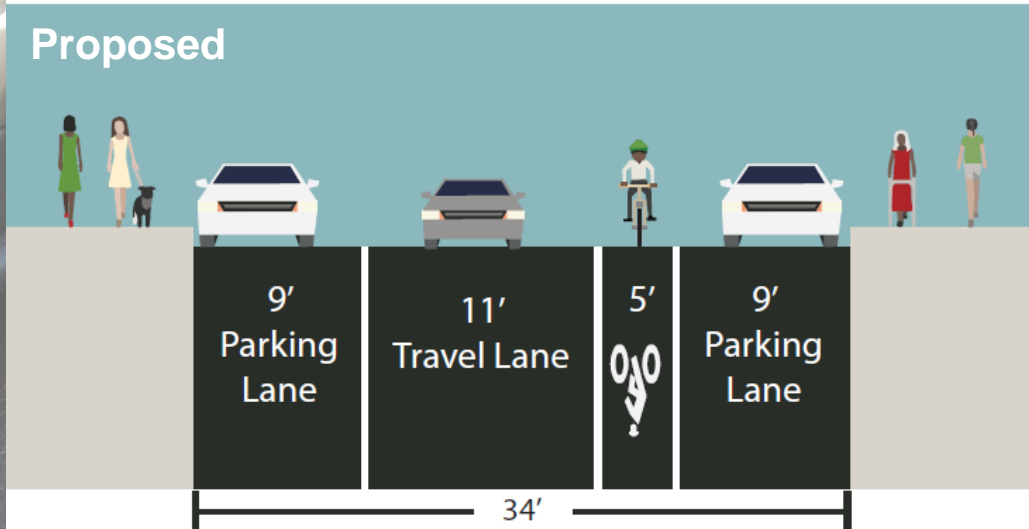 Proposed
9′
Parking
Lane
11′
Travel Lane
5′
9′
Parking
Lane
34′